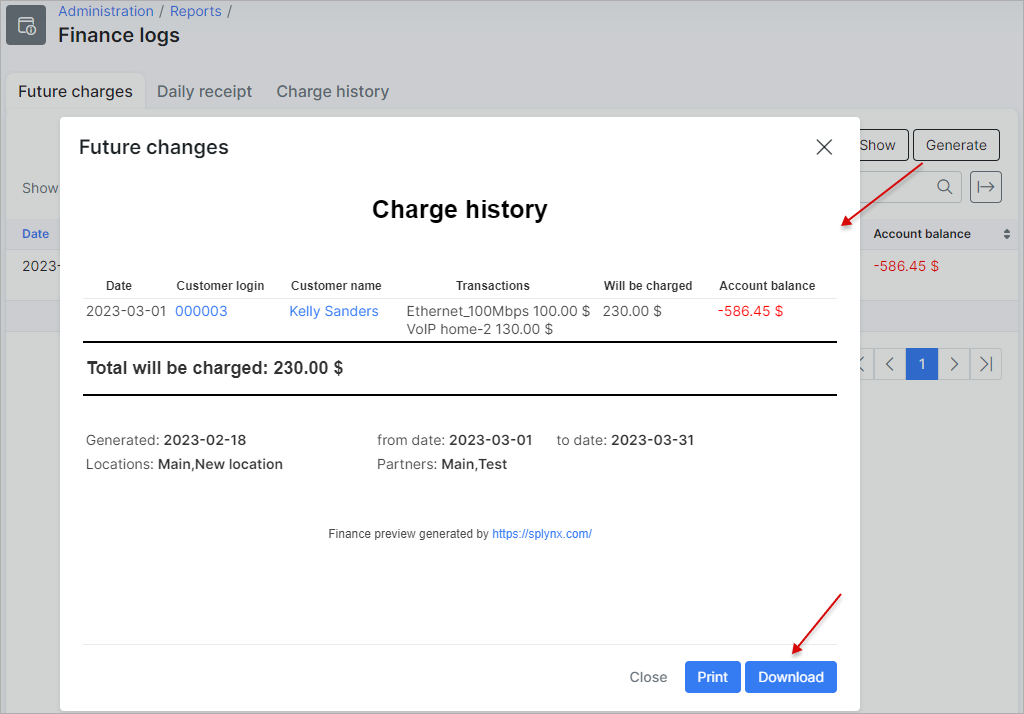 Administration / Reports /
Finance logs
Future charges Daily receipt Charge history
Show Generate
Show
Date Account balance
2023- -586.45 $
1
Future changes
Charge history
Date Customer login Customer name Transactions Will be charged Account balance
2023-03-01 000003 Kelly Sanders Ethernet_100Mbps 100.00 $ 230.00 $ -586.45 $
VoIP home-2 130.00 $
Total will be charged: 230.00 $
Generated: 2023-02-18 from date: 2023-03-01 to date: 2023-03-31
Locations: Main,New location Partners: Main,Test
Finance preview generated by https://splynx.com/
Close Print Download